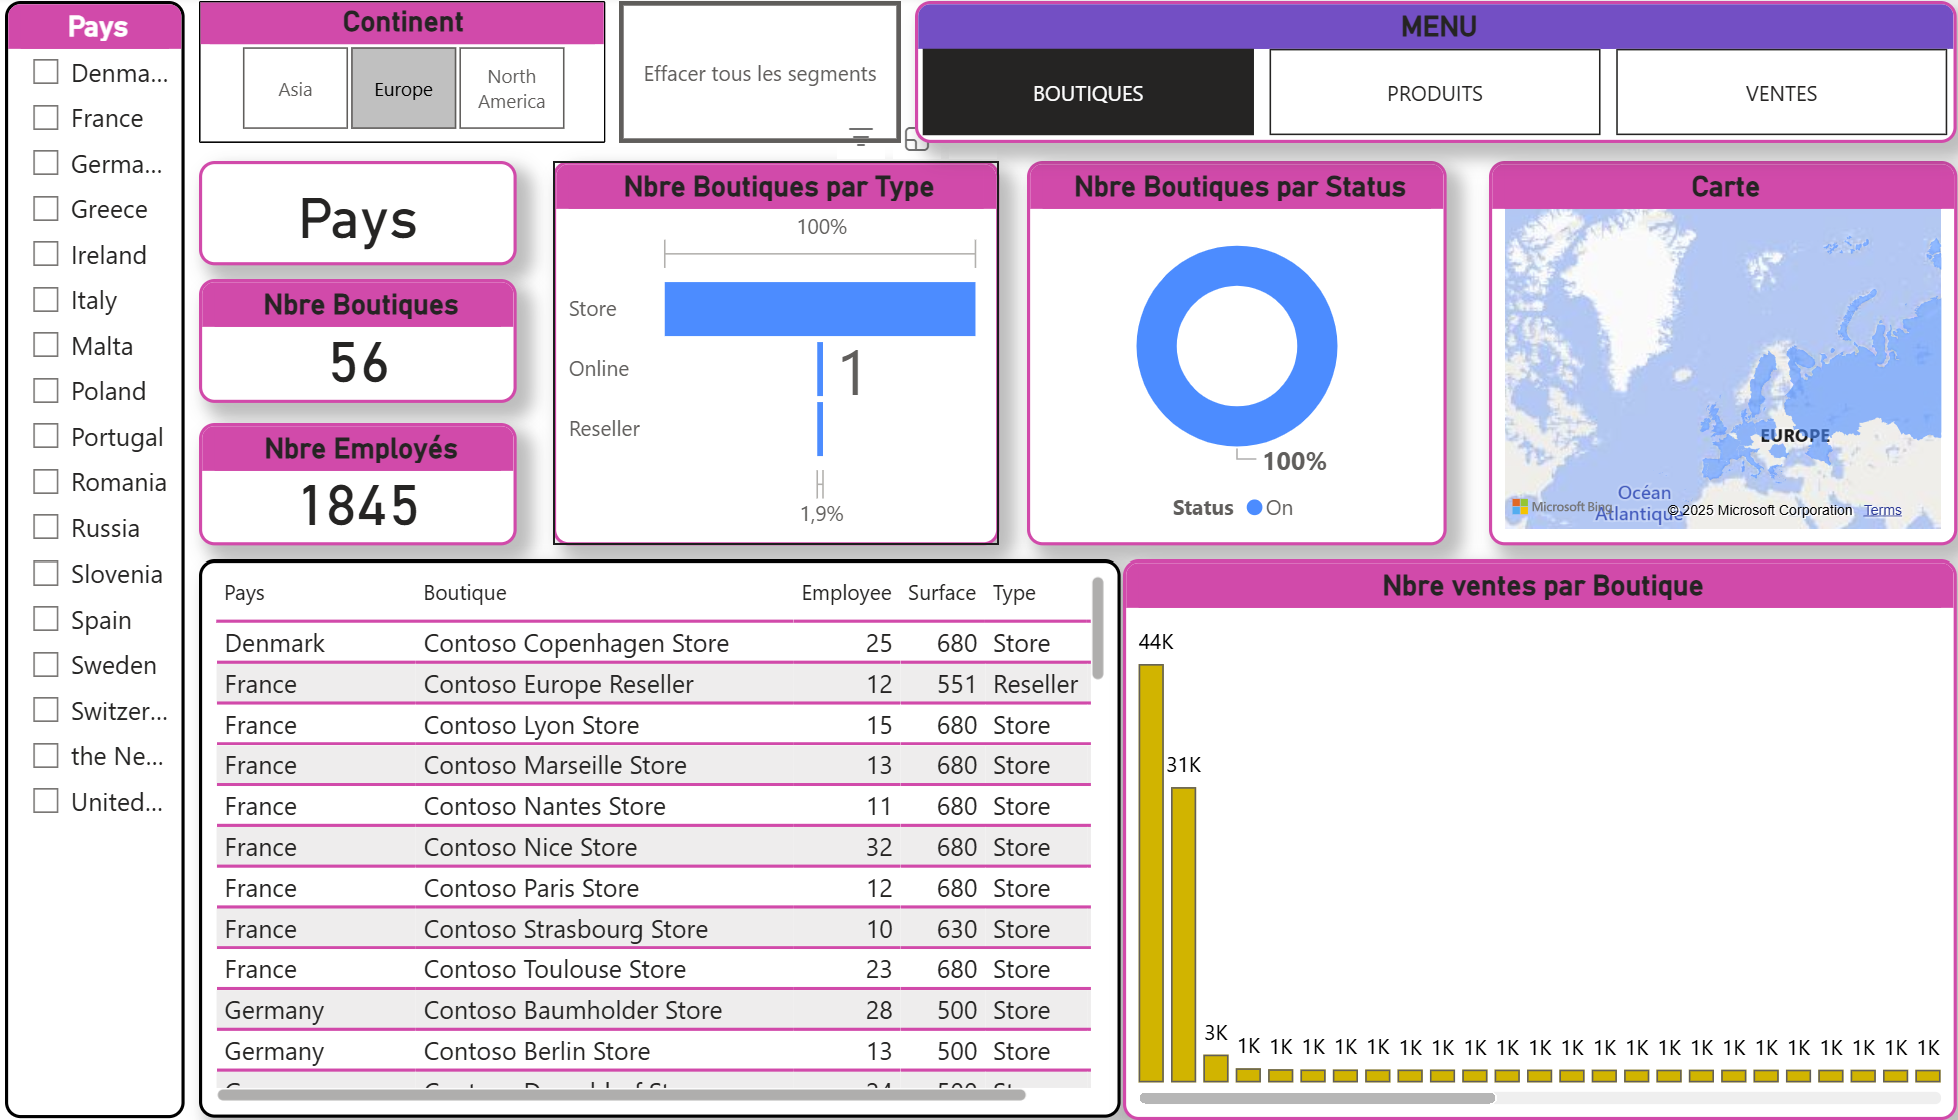 Pays
Denma...
France
Germa...
Greece
Ireland
Italy
Malta
Poland
Portugal
Romania
Russia
Slovenia
Spain
Sweden
Switzer...
the Ne...
United...
Continent
Asia
Europe
North
America
Effacer tous les segments
MENU
BOUTIQUES
PRODUITS
VENTES
Pays
Nbre Boutiques
56
Nbre Employés
1845
Nbre Boutiques par Type
100%
Store
Online
1
Reseller
1,9%
Nbre Boutiques par Status
100%
Status On
Carte
EUROPE
Océan
Atlantique
Microsoft Bing
© 2025 Microsoft Corporation Terms
Pays Boutique Employee Surface Type
Denmark Contoso Copenhagen Store 25 680 Store
France Contoso Europe Reseller 12 551 Reseller
France Contoso Lyon Store 15 680 Store
France Contoso Marseille Store 13 680 Store
France Contoso Nantes Store 11 680 Store
France Contoso Nice Store 32 680 Store
France Contoso Paris Store 12 680 Store
France Contoso Strasbourg Store 10 630 Store
France Contoso Toulouse Store 23 680 Store
Germany Contoso Baumholder Store 28 500 Store
Germany Contoso Berlin Store 13 500 Store
Nbre ventes par Boutique
44K
31K
3K
1K 1K 1K 1K 1K 1K 1K 1K 1K 1K 1K 1K 1K 1K 1K 1K 1K 1K 1K 1K 1K 1K